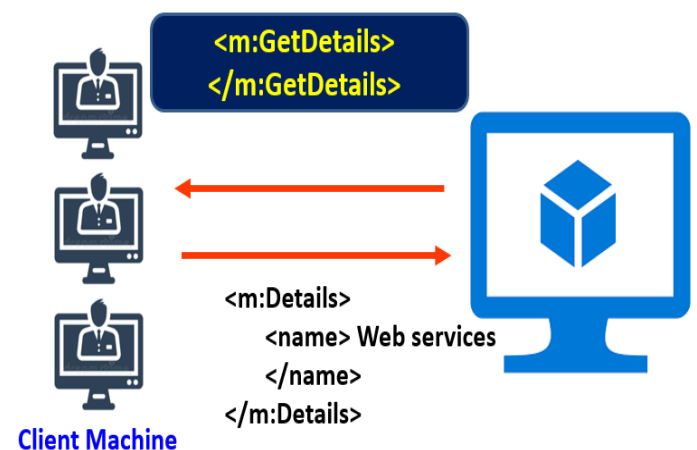 <m:GetDetails>
</m:GetDetails>
<m:Details>
<name> Web services
</name>
</m:Details>
Client Machine